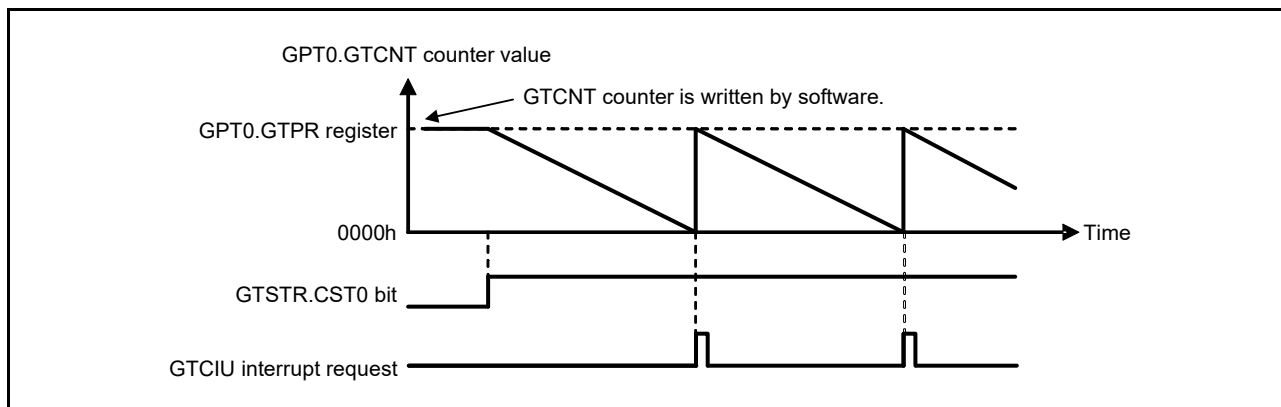 GPT0.GTCNT counter value
GTCNT counter is written by software.
GPT0.GTPR register
0000h
Time
GTSTR.CST0 bit
GTCIU interrupt request